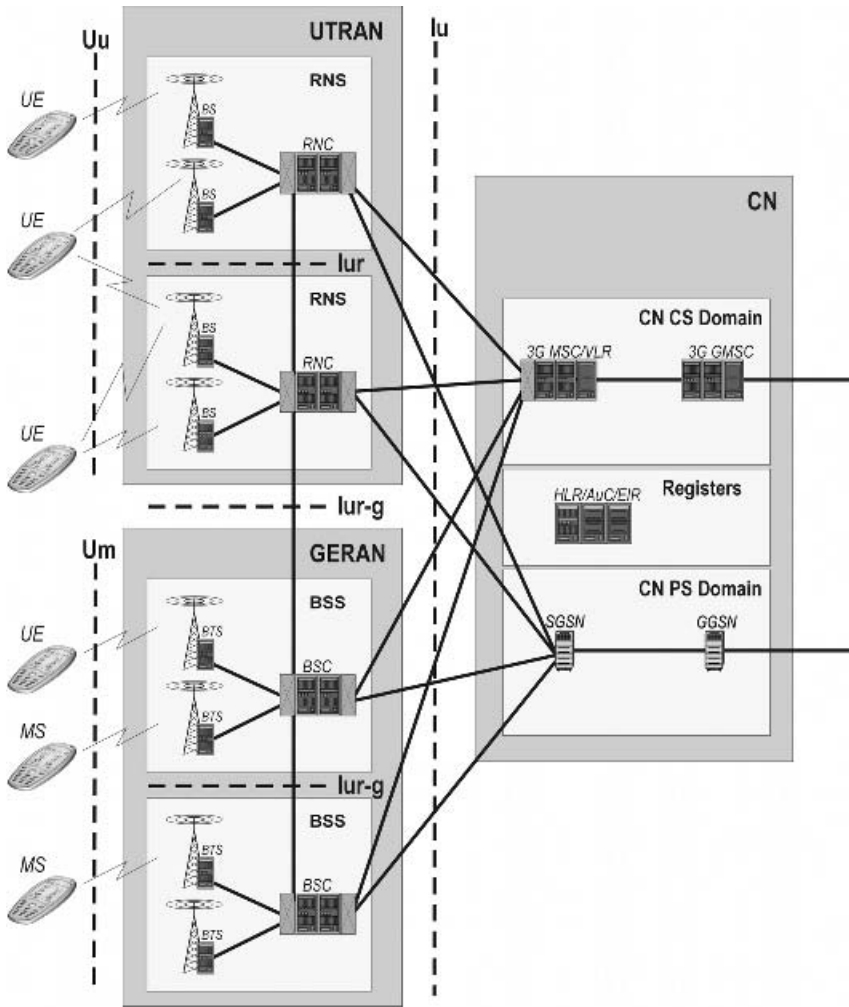 UTRAN
Iu
Uu
RNS
UE
BS
RNC
BS
UE
CN
Iur
RNS
BS
CN CS Domain
RNC
3G MSC/VLR
3G GMSC
BS
UE
Registers
HLR/AuC/EIR
Iur-g
Um
GERAN
BSS
CN PS Domain
UE
BTS
SGSN
GGSN
BSC
BTS
MS
Iur-g
BSS
BTS
MS
BSC
BTS